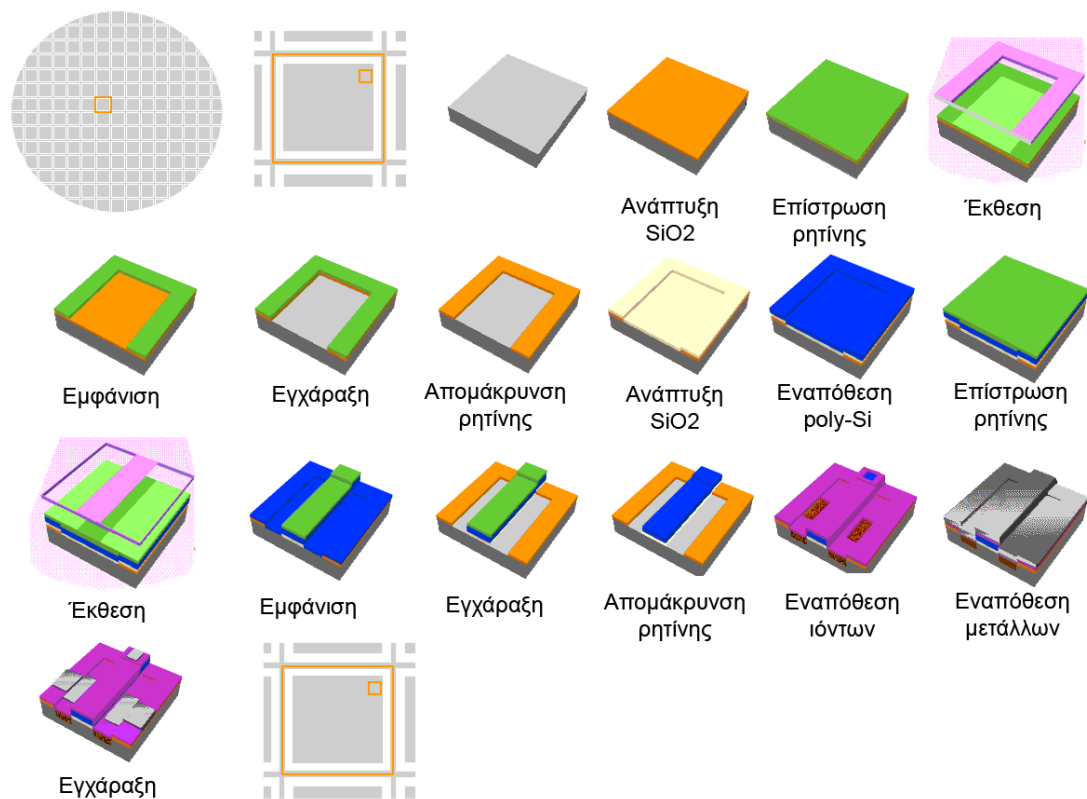 Ανάπτυξη
SiO2
Επίστρωση
ρητίνης
Έκθεση
Εμφάνιση
Εγχάραξη
Απομάκρυνση
ρητίνης
Ανάπτυξη
SiO2
Εναπόθεση
poly-Si
Επίστρωση
ρητίνης
Έκθεση
Εμφάνιση
Εγχάραξη
Απομάκρυνση
ρητίνης
Εναπόθεση
ιόντων
Εναπόθεση
μετάλλων
Εγχάραξη